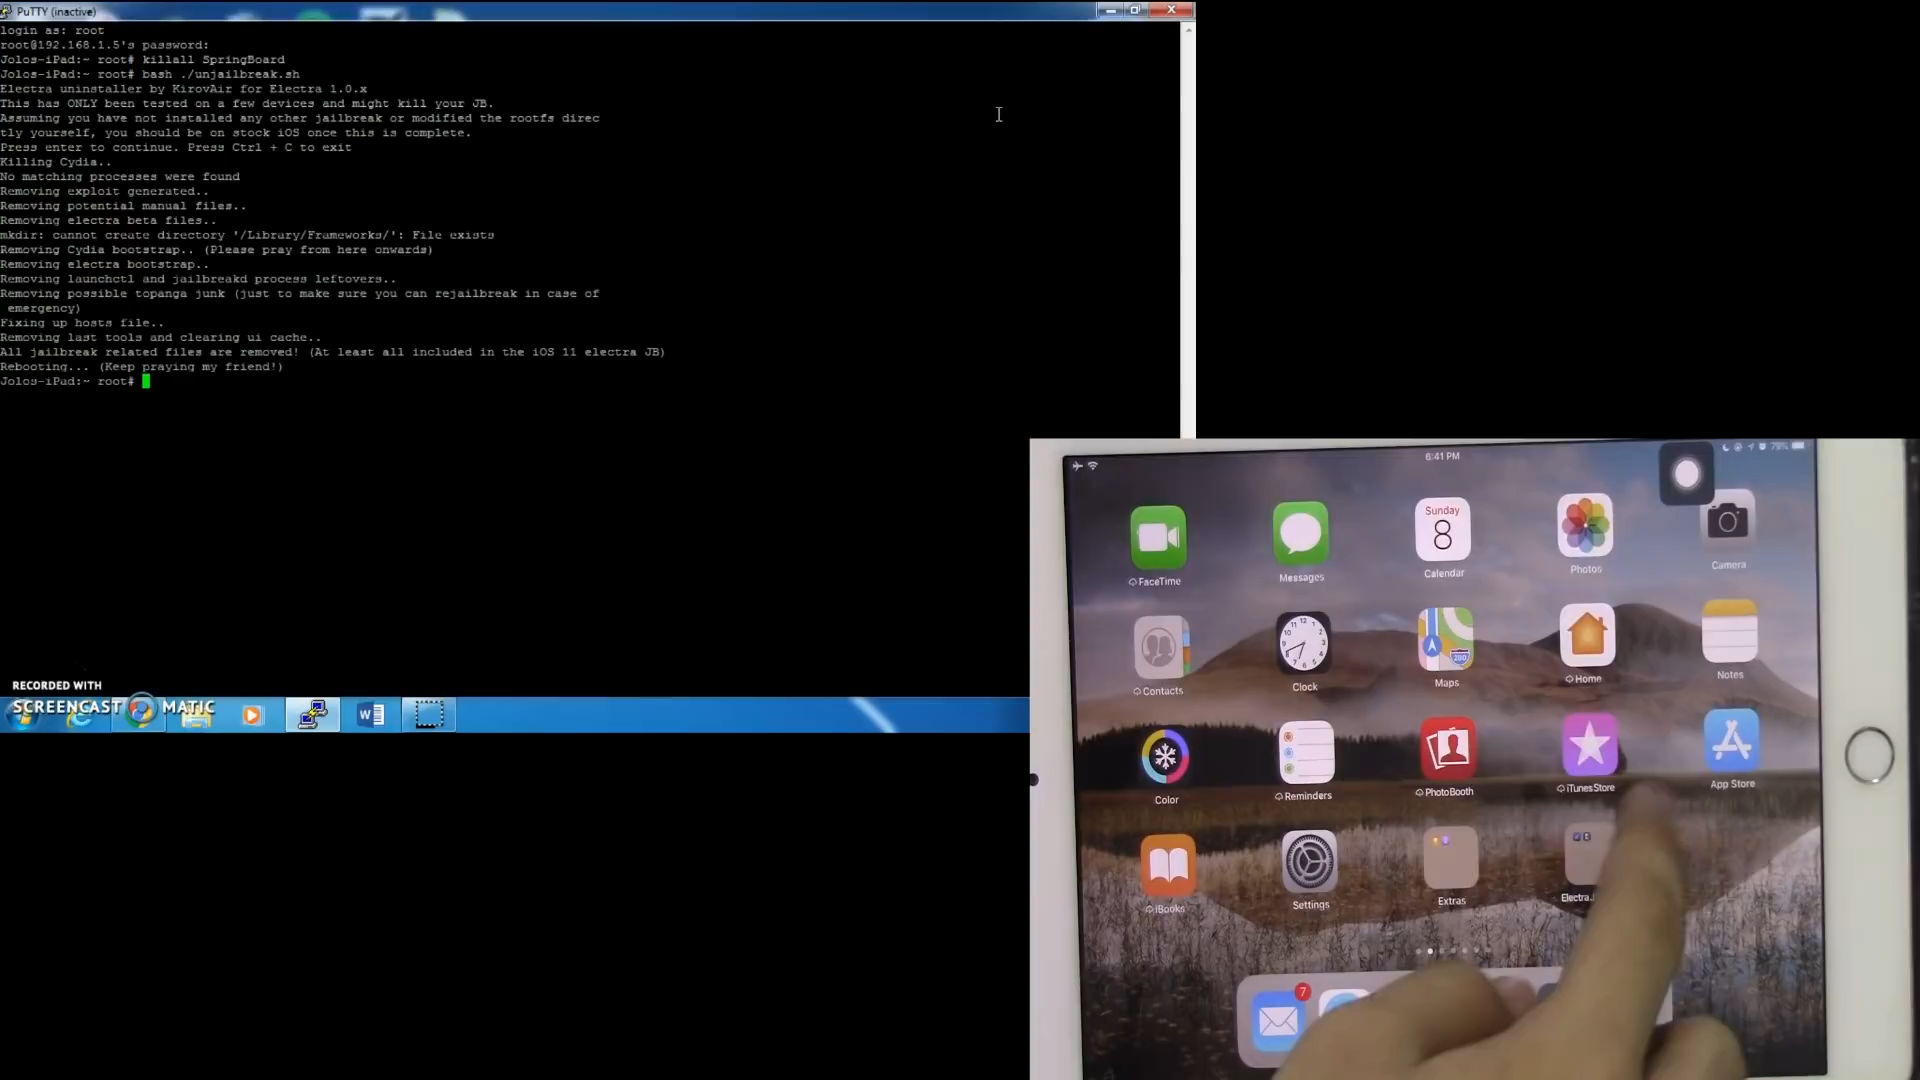 PuTTY (inactive)
login as: root
root@192.168.1.5's password:
Jolos-iPad:~ root# killall SpringBoard
Jolos-iPad:~ root# bash ./unjailbreak.sh
Electra uninstaller by KirovAir for Electra 1.0.x
This has ONLY been tested on a few devices and might kill your JB.
Assuming you have not installed any other jailbreak or modified the rootfs direc
tly yourself, you should be on stock iOS once this is complete.
Press enter to continue. Press Ctrl + C to exit
Killing Cydia..
No matching processes were found
Removing exploit generated..
Removing potential manual files..
Removing electra beta files..
mkdir: cannot create directory '/Library/Frameworks/': File exists
Removing Cydia bootstrap.. (Please pray from here onwards)
Removing electra bootstrap..
Removing launchctl and jailbreakd process leftovers..
Removing possible topanga junk (just to make sure you can rejailbreak in case of
emergency)
Fixing up hosts file..
Removing last tools and clearing ui cache..
All jailbreak related files are removed! (At least all included in the iOS 11 electra JB)
Rebooting... (Keep praying my friend!)
Jolos-iPad:~ root#
RECORDED WITH
SCREENCAST MATIC
6:41 PM
79%
Sunday
8
FaceTime
Messages
Calendar
Photos
Camera
280
Contacts
Clock
Maps
Home
Notes
Color
Reminders
PhotoBooth
iTunesStore
App Store
iBooks
Settings
Extras
Electra
7